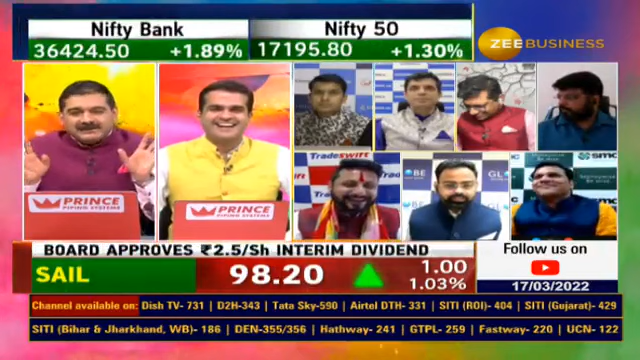 Nifty Bank
36424.50 +1.89%
Nifty 50
17195.80 +1.30%
ZEE BUSINESS
Tradeswift
PRINCE
PIPING SYSTEMS
PRINCE
PIPING SYSTEMS
SMC
BOARD APPROVES ₹2.5/Sh INTERIM DIVIDEND
SAIL 98.20 1.00
1.03%
Follow us on
17/03/2022
Channel available on: Dish TV- 731 | D2H-343 | Tata Sky-590 | Airtel DTH- 331 | SITI (ROI)- 404 | SITI (Gujarat)- 429
SITI (Bihar & Jharkhand, WB)- 186 | DEN-355/356 | Hathway- 241 | GTPL- 259 | Fastway- 220 | UCN- 122